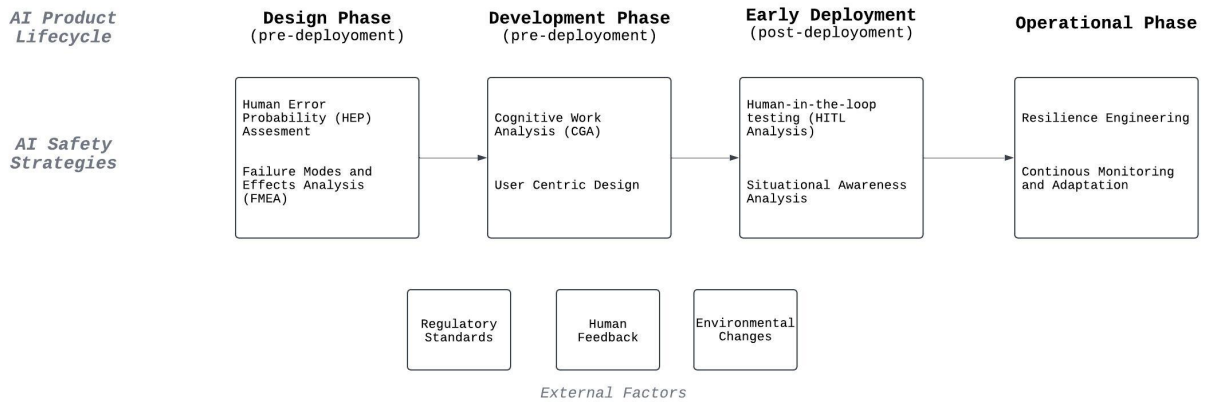 AI Product
Lifecycle
Design Phase
(pre-deployoment)
Development Phase
(pre-deployoment)
Early Deployment
(post-deployoment)
Operational Phase
AI Safety
Strategies
Human Error
Probability (HEP)
Assesment
Failure Modes and
Effects Analysis
(FMEA)
Cognitive Work
Analysis (CGA)
User Centric Design
Human-in-the-loop
testing (HITL
Analysis)
Situational Awareness
Analysis
Resilience Engineering
Continous Monitoring
and Adaptation
Regulatory
Standards
Human
Feedback
Environmental
Changes
External Factors